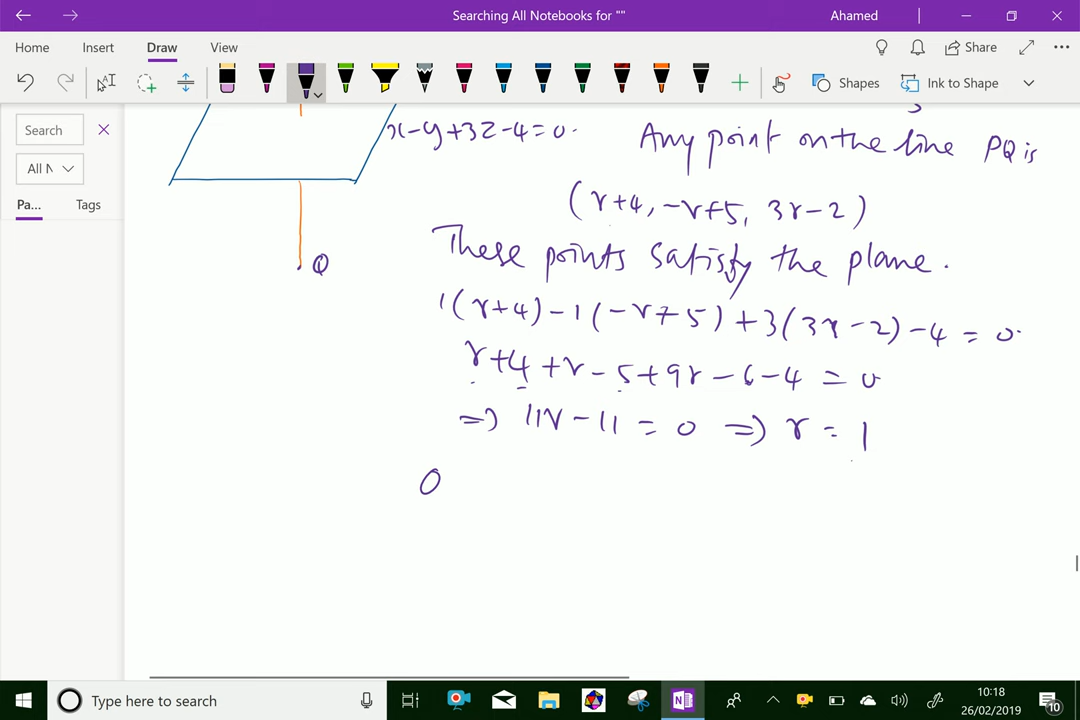 Searching All Notebooks for ""
Ahamed
Home Insert Draw View
Share
Shapes
Ink to Shape
Search
All N
Pa...
Tags
x-y+3z-4=0.
Any point on the line PQ is
(r+4, -r+5, 3r-2)
These points satisfy the plane.
Q
1(r+4)-1(-r+5)+3(3r-2)-4=0.
r+4+r-5+9r-6-4=0
=> 11r-11=0 => r=1
O
Type here to search
10:18
26/02/2019
10